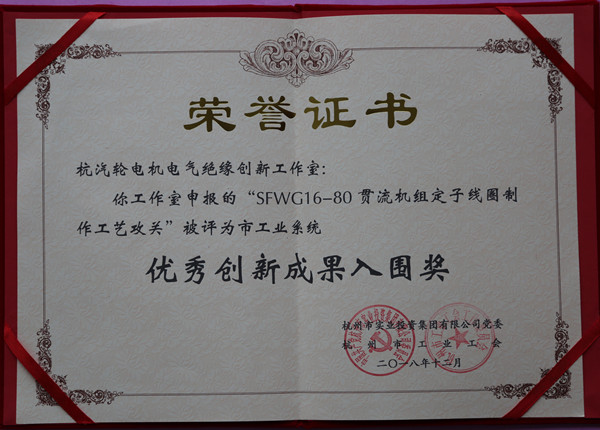 荣誉证书
杭汽轮电机电气绝缘创新工作室：
你工作室申报的“SFWG16-80贯流机组定子线圈制
作工艺攻关”被评为市工业系统
优秀创新成果入围奖
杭州市实业投资集团有限公司党委
杭州市工业工会
二〇一八年十二月